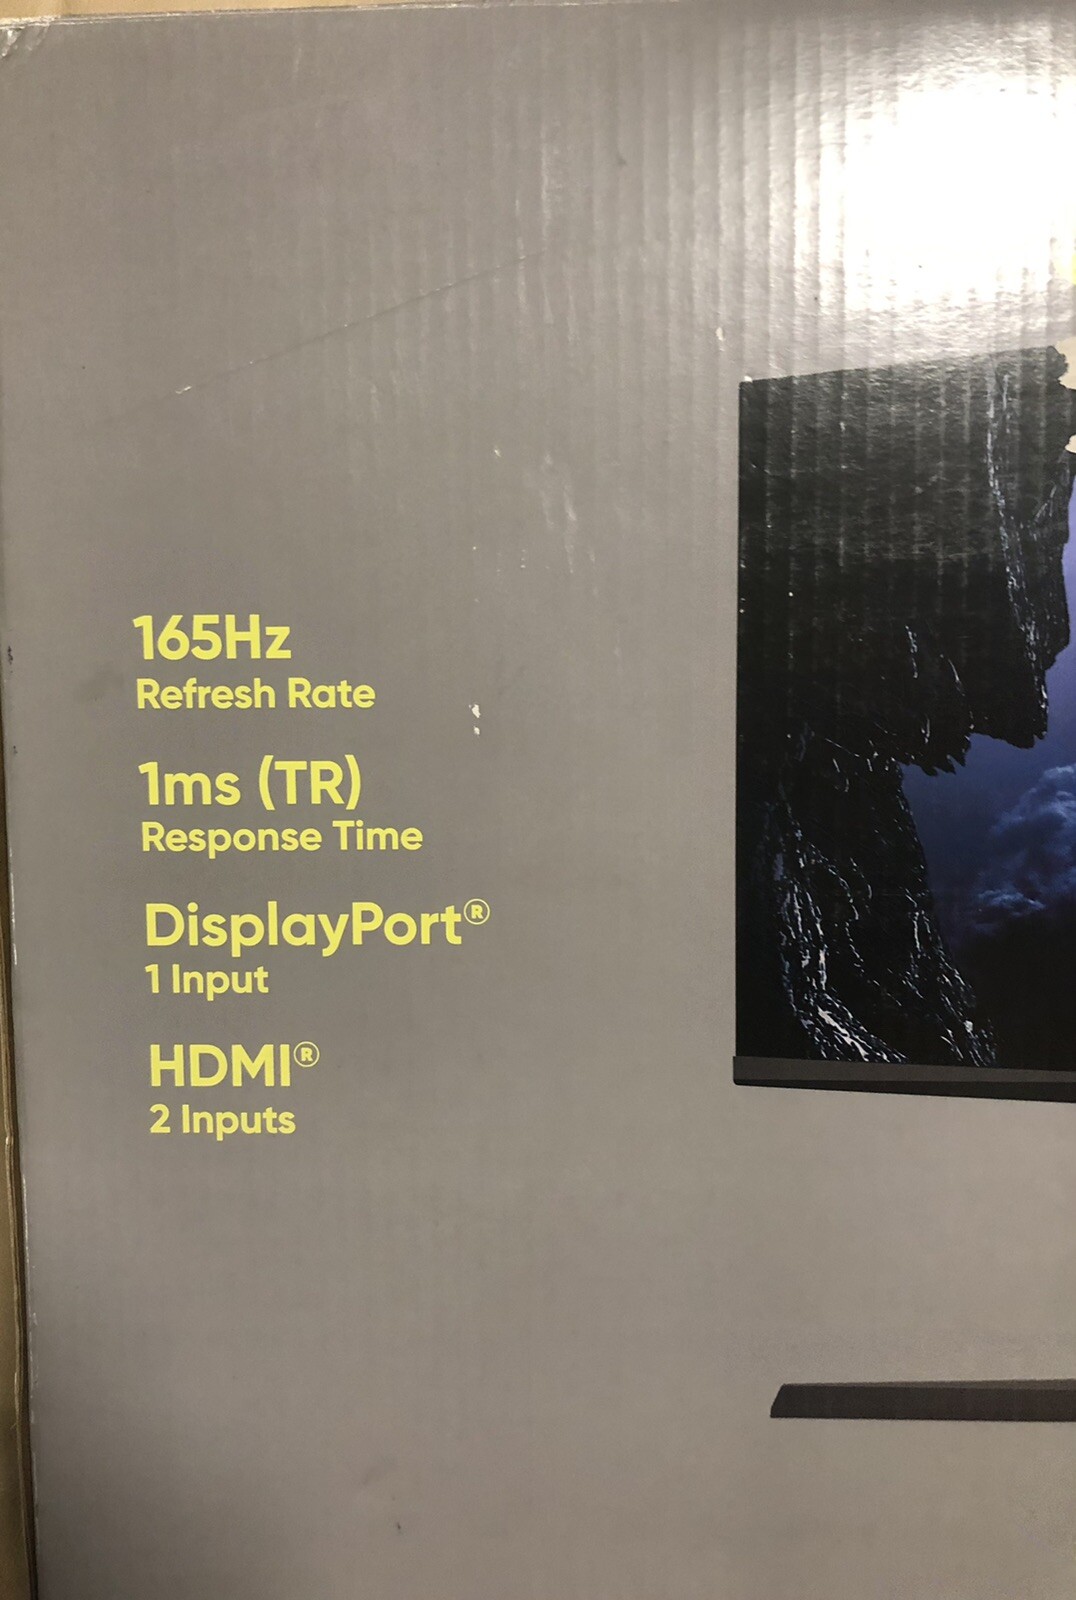 165Hz
Refresh Rate
1ms (TR)
Response Time
DisplayPort®
1 Input
HDMI®
2 Inputs